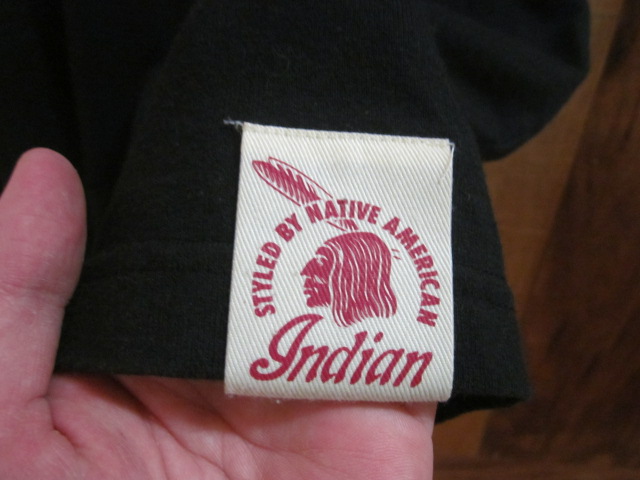 STYLED BY NATIVE AMERICAN
Indian